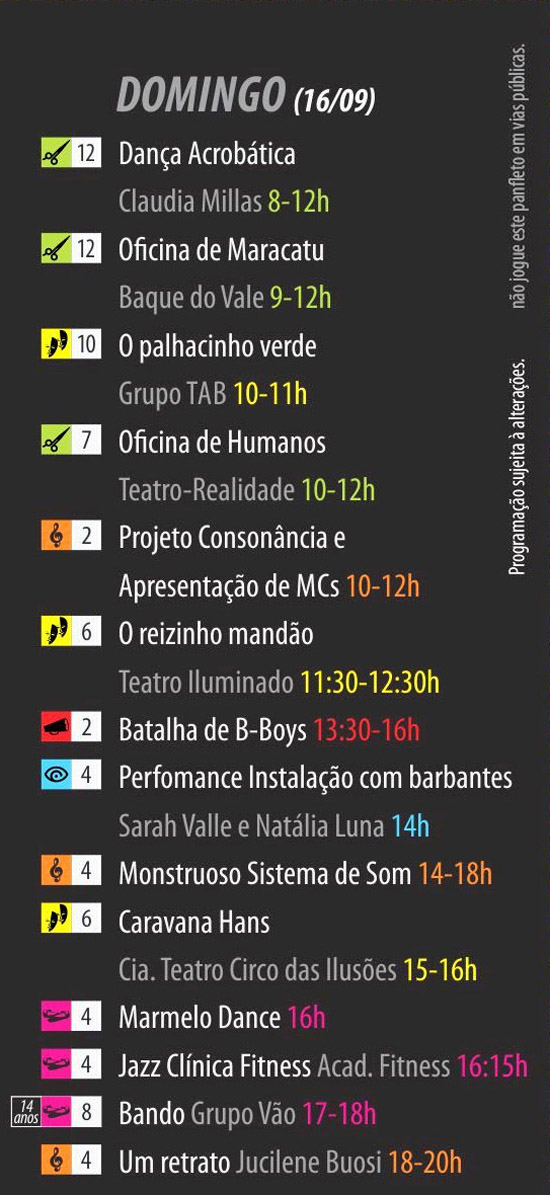 DOMINGO (16/09)
12 Dança Acrobática
Claudia Millas 8-12h
12 Oficina de Maracatu
Baque do Vale 9-12h
10 O palhacinho verde
Grupo TAB 10-11h
7 Oficina de Humanos
Teatro-Realidade 10-12h
2 Projeto Consonância e
Apresentação de MCs 10-12h
6 O reizinho mandão
Teatro Iluminado 11:30-12:30h
2 Batalha de B-Boys 13:30-16h
4 Perfomance Instalação com barbantes
Sarah Valle e Natália Luna 14h
4 Monstruoso Sistema de Som 14-18h
6 Caravana Hans
Cia. Teatro Circo das Ilusões 15-16h
4 Marmelo Dance 16h
4 Jazz Clínica Fitness Acad. Fitness 16:15h
14 anos 8 Bando Grupo Vão 17-18h
4 Um retrato Jucilene Buosi 18-20h
não jogue este panfleto em vias públicas.
Programação sujeita à alterações.